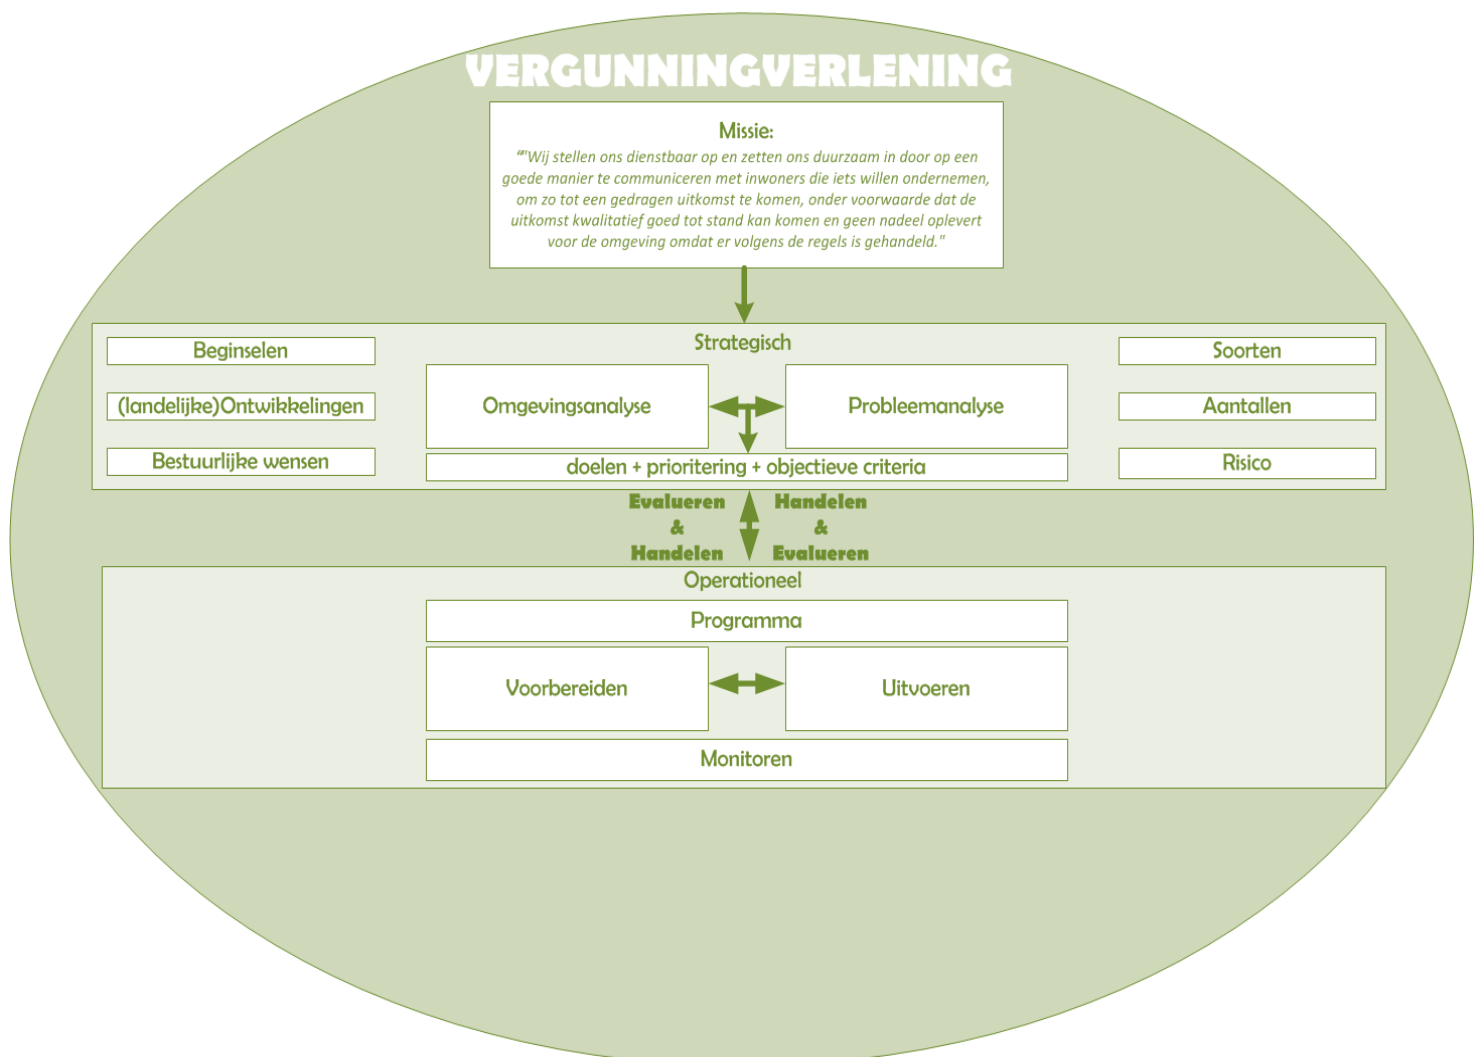 VERGUNNINGVERLENING
Missie:
“"Wij stellen ons dienstbaar op en zetten ons duurzaam in door op een
goede manier te communiceren met inwoners die iets willen ondernemen,
om zo tot een gedragen uitkomst te komen, onder voorwaarde dat de
uitkomst kwalitatief goed tot stand kan komen en geen nadeel oplevert
voor de omgeving omdat er volgens de regels is gehandeld."
Strategisch
Beginselen
(landelijke)Ontwikkelingen
Bestuurlijke wensen
Omgevingsanalyse
Probleemanalyse
doelen + prioritering + objectieve criteria
Soorten
Aantallen
Risico
Evalueren
&
Handelen
Handelen
&
Evalueren
Operationeel
Programma
Voorbereiden
Uitvoeren
Monitoren